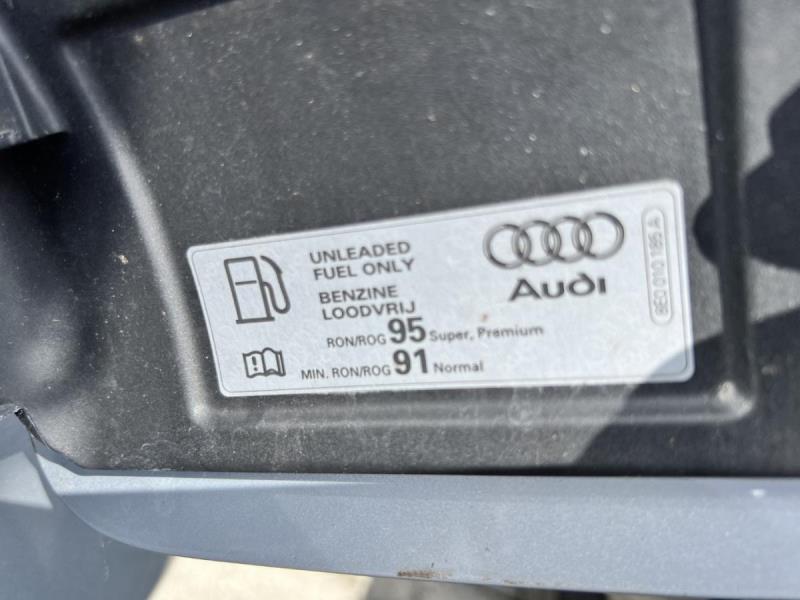 UNLEADED
FUEL ONLY
BENZINE
LOODVRIJ
RON/ROG 95 Super, Premium
MIN. RON/ROG 91 Normal
Audi
8E0 010 185 A